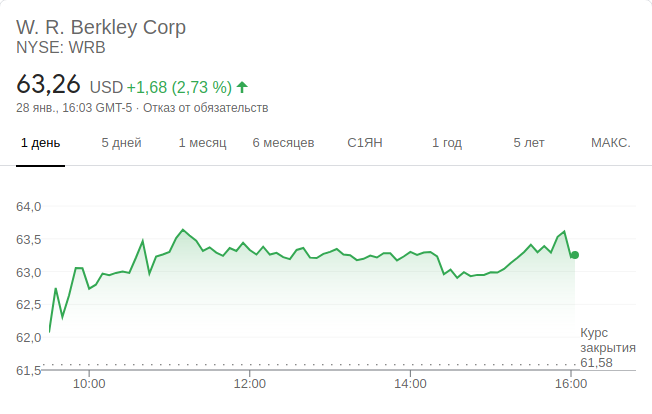 W. R. Berkley Corp
NYSE: WRB
63,26 USD +1,68 (2,73 %)
28 янв., 16:03 GMT-5 · Отказ от обязательств
1 день 5 дней 1 месяц 6 месяцев С1ЯН 1 год 5 лет МАКС.
64,0
63,5
63,0
62,5
62,0
61,5
Курс
закрытия
61,58
10:00 12:00 14:00 16:00